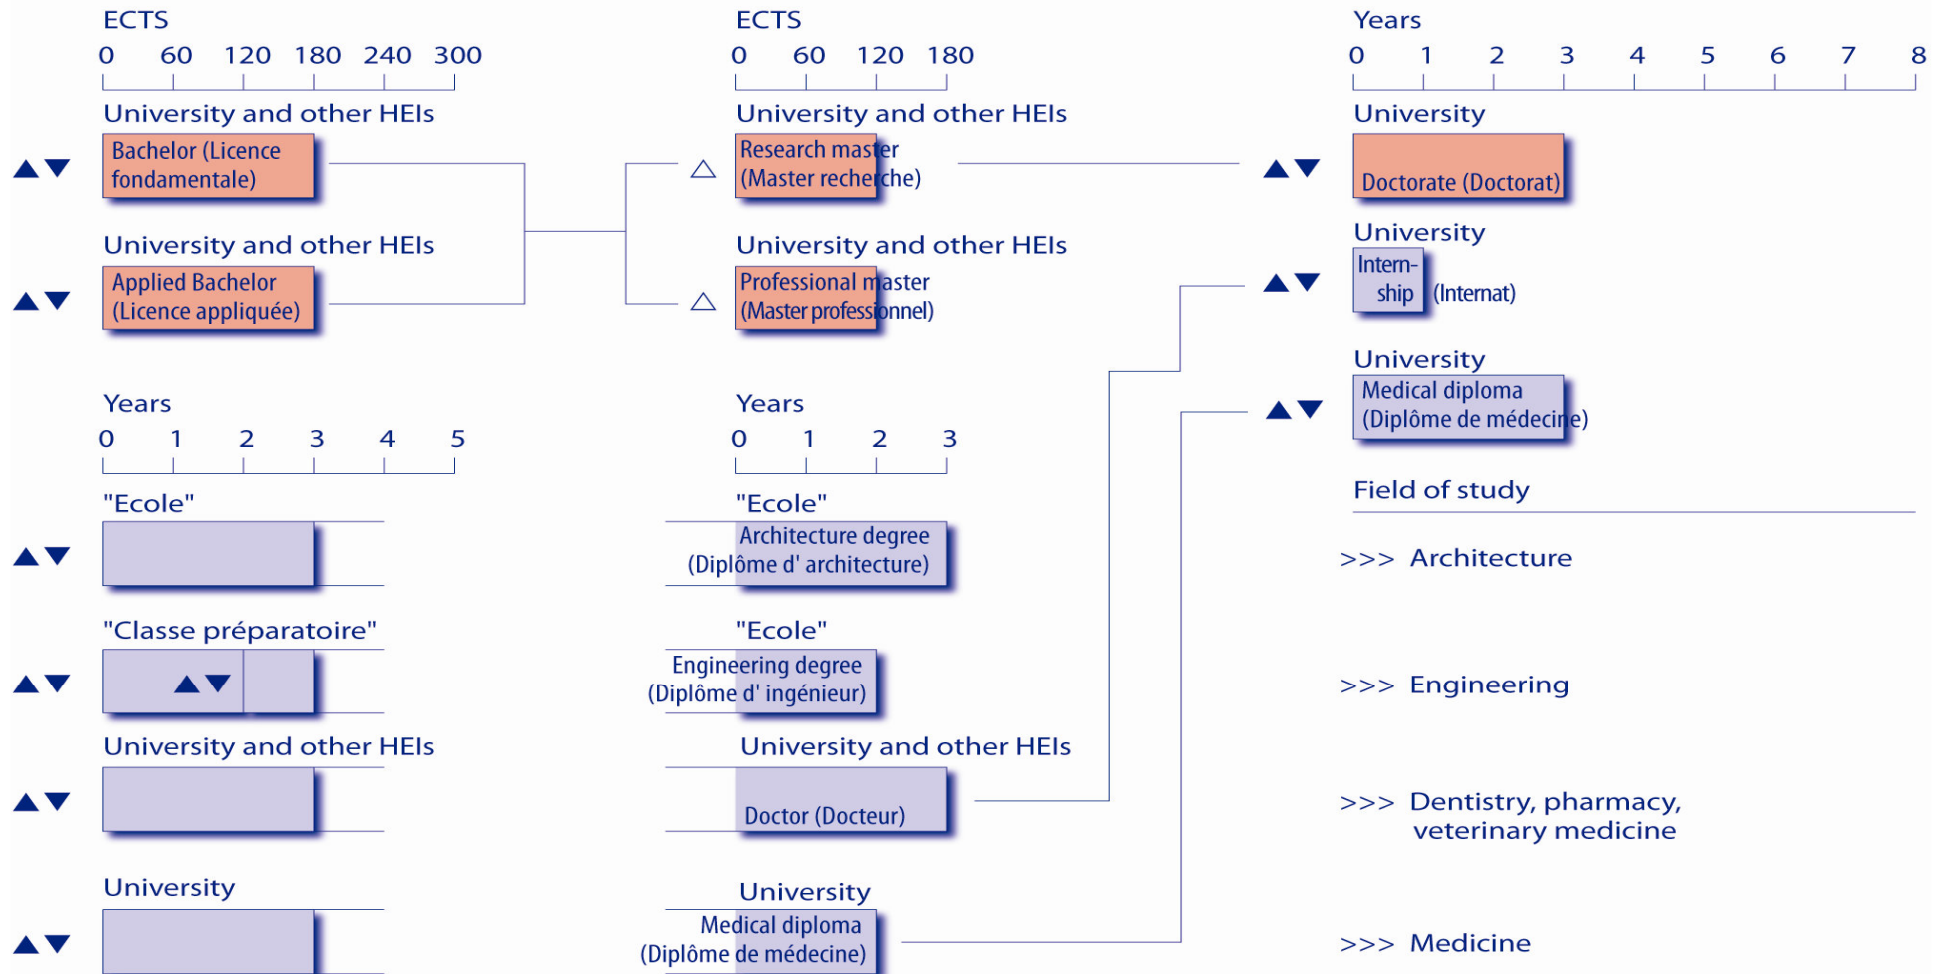 ECTS
0 60 120 180 240 300
University and other HEIs
Bachelor (Licence
fondamentale)
University and other HEIs
Applied Bachelor
(Licence appliquée)
ECTS
0 60 120 180
University and other HEIs
Research master
(Master recherche)
University and other HEIs
Professional master
(Master professionnel)
Years
0 1 2 3 4 5 6 7 8
University
Doctorate (Doctorat)
University
Intern-
ship (Internat)
University
Medical diploma
(Diplôme de médecine)
Years
0 1 2 3 4 5
"Ecole"
"Classe préparatoire"
University and other HEIs
University
Years
0 1 2 3
"Ecole"
Architecture degree
(Diplôme d' architecture)
"Ecole"
Engineering degree
(Diplôme d' ingénieur)
University and other HEIs
Doctor (Docteur)
University
Medical diploma
(Diplôme de médecine)
Field of study
>>> Architecture
>>> Engineering
>>> Dentistry, pharmacy,
veterinary medicine
>>> Medicine